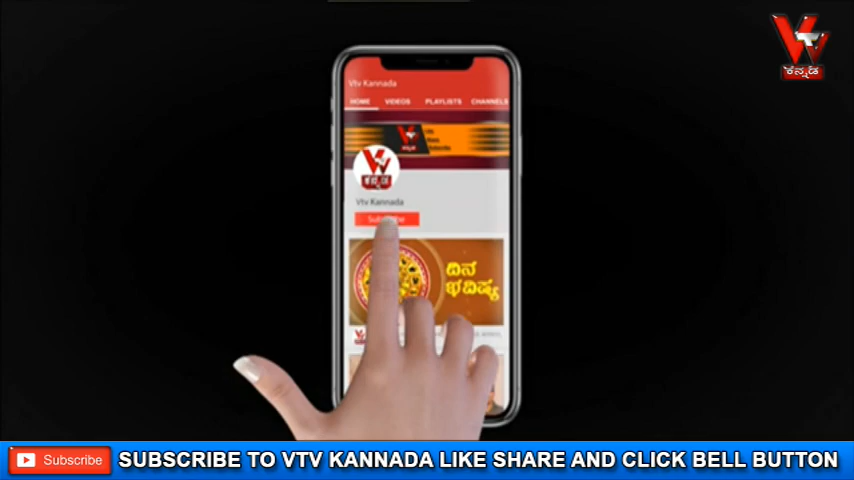 ಕನ್ನಡ
Vtv Kannada
HOME VIDEOS PLAYLISTS CHANNELS
Vtv Kannada
Subscribe
ದಿನ
ಭವಿಷ್ಯ
Subscribe SUBSCRIBE TO VTV KANNADA LIKE SHARE AND CLICK BELL BUTTON